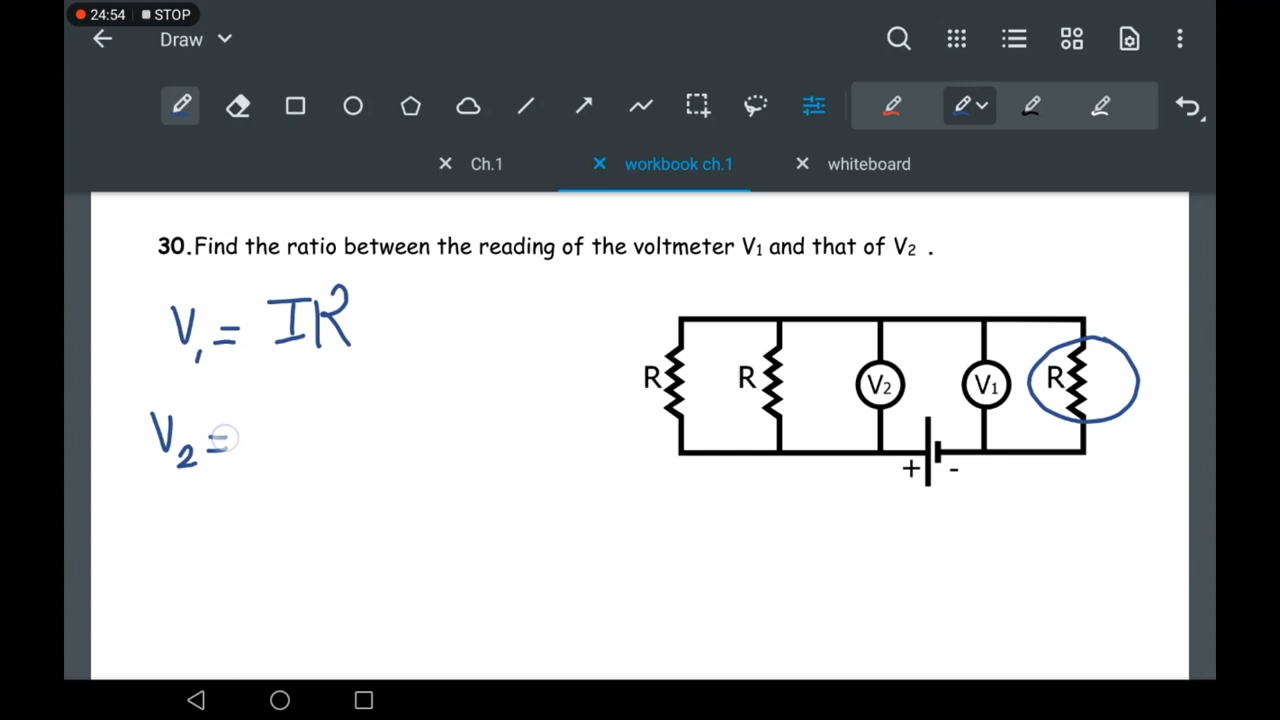 24:54 STOP
Draw
Ch.1 workbook ch.1 whiteboard
30.Find the ratio between the reading of the voltmeter V₁ and that of V₂ .
V₁ = IR
R R V₂ V₁ R
V₂ =
+ -